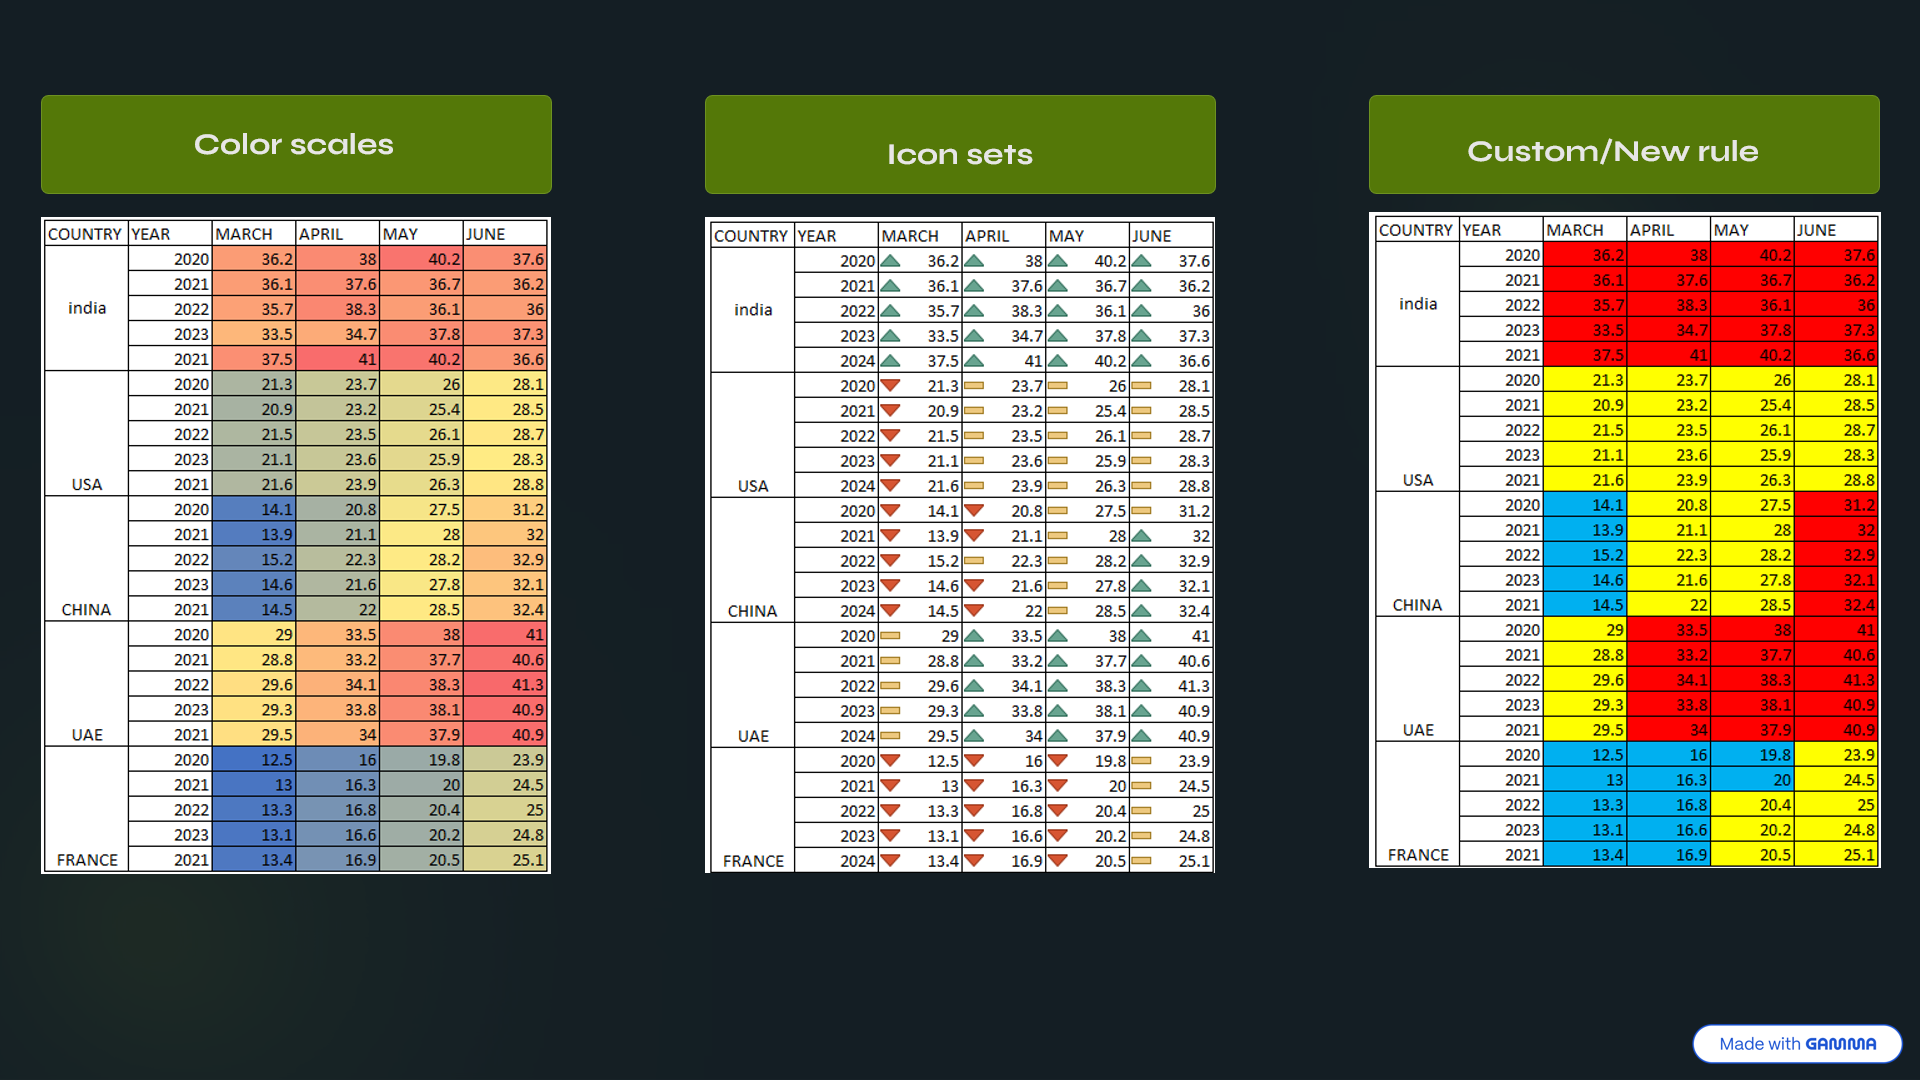 Color scales
COUNTRY YEAR MARCH APRIL MAY JUNE
2020 36.2 38 40.2 37.6
2021 36.1 37.6 36.7 36.2
india 2022 35.7 38.3 36.1 36
2023 33.5 34.7 37.8 37.3
2021 37.5 41 40.2 36.6
2020 21.3 23.7 26 28.1
2021 20.9 23.2 25.4 28.5
2022 21.5 23.5 26.1 28.7
2023 21.1 23.6 25.9 28.3
USA 2021 21.6 23.9 26.3 28.8
2020 14.1 20.8 27.5 31.2
2021 13.9 21.1 28 32
2022 15.2 22.3 28.2 32.9
2023 14.6 21.6 27.8 32.1
CHINA 2021 14.5 22 28.5 32.4
2020 29 33.5 38 41
2021 28.8 33.2 37.7 40.6
2022 29.6 34.1 38.3 41.3
2023 29.3 33.8 38.1 40.9
UAE 2021 29.5 34 37.9 40.9
2020 12.5 16 19.8 23.9
2021 13 16.3 20 24.5
2022 13.3 16.8 20.4 25
2023 13.1 16.6 20.2 24.8
FRANCE 2021 13.4 16.9 20.5 25.1
Icon sets
COUNTRY YEAR MARCH APRIL MAY JUNE
2020 36.2 38 40.2 37.6
2021 36.1 37.6 36.7 36.2
india 2022 35.7 38.3 36.1 36
2023 33.5 34.7 37.8 37.3
2024 37.5 41 40.2 36.6
2020 21.3 23.7 26 28.1
2021 20.9 23.2 25.4 28.5
2022 21.5 23.5 26.1 28.7
2023 21.1 23.6 25.9 28.3
USA 2024 21.6 23.9 26.3 28.8
2020 14.1 20.8 27.5 31.2
2021 13.9 21.1 28 32
2022 15.2 22.3 28.2 32.9
2023 14.6 21.6 27.8 32.1
CHINA 2024 14.5 22 28.5 32.4
2020 29 33.5 38 41
2021 28.8 33.2 37.7 40.6
2022 29.6 34.1 38.3 41.3
2023 29.3 33.8 38.1 40.9
UAE 2024 29.5 34 37.9 40.9
2020 12.5 16 19.8 23.9
2021 13 16.3 20 24.5
2022 13.3 16.8 20.4 25
2023 13.1 16.6 20.2 24.8
FRANCE 2024 13.4 16.9 20.5 25.1
Custom/New rule
COUNTRY YEAR MARCH APRIL MAY JUNE
2020 36.2 38 40.2 37.6
2021 36.1 37.6 36.7 36.2
india 2022 35.7 38.3 36.1 36
2023 33.5 34.7 37.8 37.3
2021 37.5 41 40.2 36.6
2020 21.3 23.7 26 28.1
2021 20.9 23.2 25.4 28.5
2022 21.5 23.5 26.1 28.7
2023 21.1 23.6 25.9 28.3
USA 2021 21.6 23.9 26.3 28.8
2020 14.1 20.8 27.5 31.2
2021 13.9 21.1 28 32
2022 15.2 22.3 28.2 32.9
2023 14.6 21.6 27.8 32.1
CHINA 2021 14.5 22 28.5 32.4
2020 29 33.5 38 41
2021 28.8 33.2 37.7 40.6
2022 29.6 34.1 38.3 41.3
2023 29.3 33.8 38.1 40.9
UAE 2021 29.5 34 37.9 40.9
2020 12.5 16 19.8 23.9
2021 13 16.3 20 24.5
2022 13.3 16.8 20.4 25
2023 13.1 16.6 20.2 24.8
FRANCE 2021 13.4 16.9 20.5 25.1
Made with GAMMA